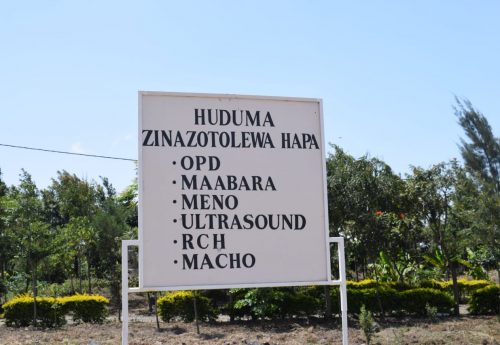 HUDUMA
ZINAZOTOLEWA HAPA
• OPD
• MAABARA
• MENO
• ULTRASOUND
• RCH
• MACHO